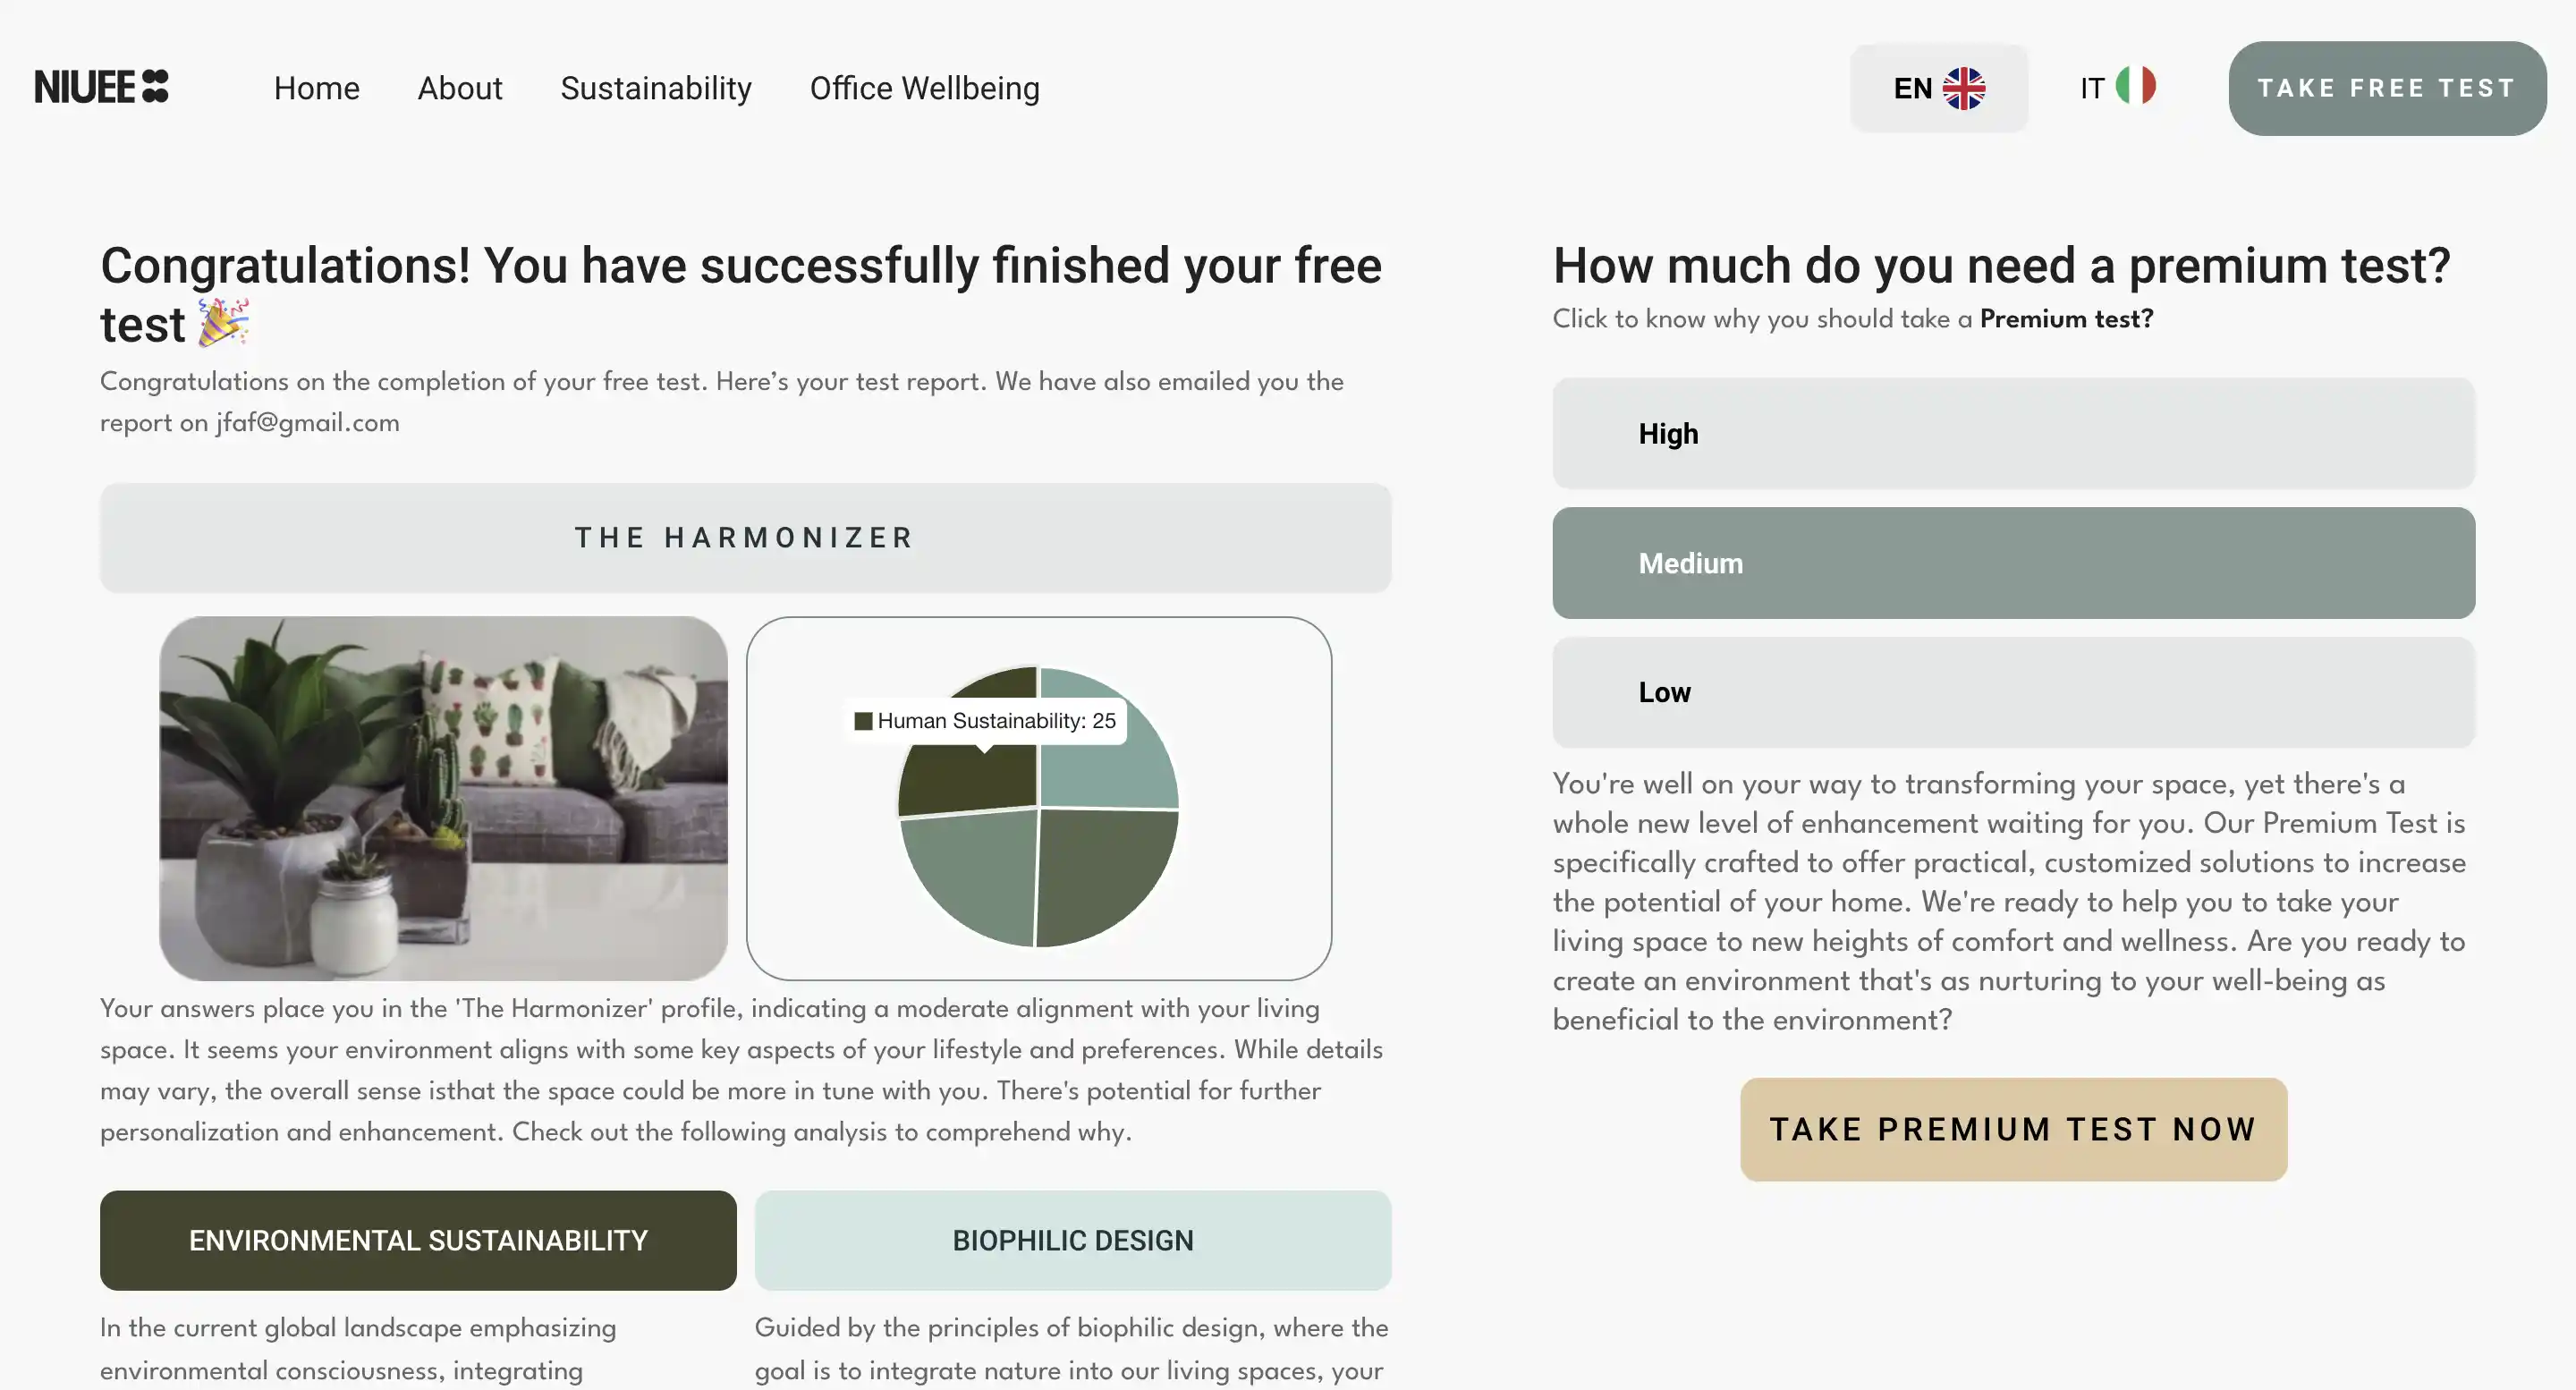 NIUEE
Home
About
Sustainability
Office Wellbeing
EN
IT
TAKE FREE TEST
Congratulations! You have successfully finished your free
test
Congratulations on the completion of your free test. Here’s your test report. We have also emailed you the
report on jfaf@gmail.com
THE HARMONIZER
Human Sustainability: 25
Your answers place you in the 'The Harmonizer' profile, indicating a moderate alignment with your living
space. It seems your environment aligns with some key aspects of your lifestyle and preferences. While details
may vary, the overall sense isthat the space could be more in tune with you. There's potential for further
personalization and enhancement. Check out the following analysis to comprehend why.
ENVIRONMENTAL SUSTAINABILITY
In the current global landscape emphasizing
environmental consciousness, integrating
BIOPHILIC DESIGN
Guided by the principles of biophilic design, where the
goal is to integrate nature into our living spaces, your
How much do you need a premium test?
Click to know why you should take a Premium test?
High
Medium
Low
You're well on your way to transforming your space, yet there's a
whole new level of enhancement waiting for you. Our Premium Test is
specifically crafted to offer practical, customized solutions to increase
the potential of your home. We're ready to help you to take your
living space to new heights of comfort and wellness. Are you ready to
create an environment that's as nurturing to your well-being as
beneficial to the environment?
TAKE PREMIUM TEST NOW